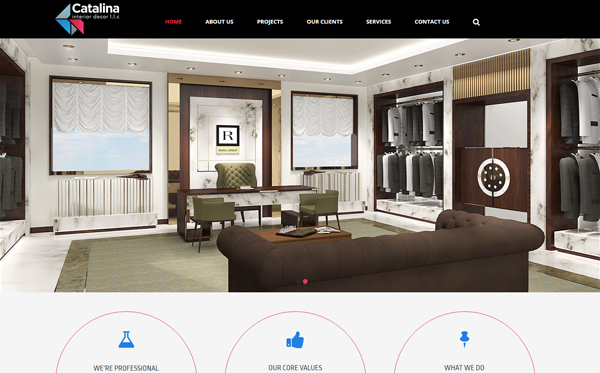 Catalina
interior decor l.l.c
HOME ABOUT US PROJECTS OUR CLIENTS SERVICES CONTACT US
R
WE'RE PROFESSIONAL
OUR CORE VALUES
WHAT WE DO